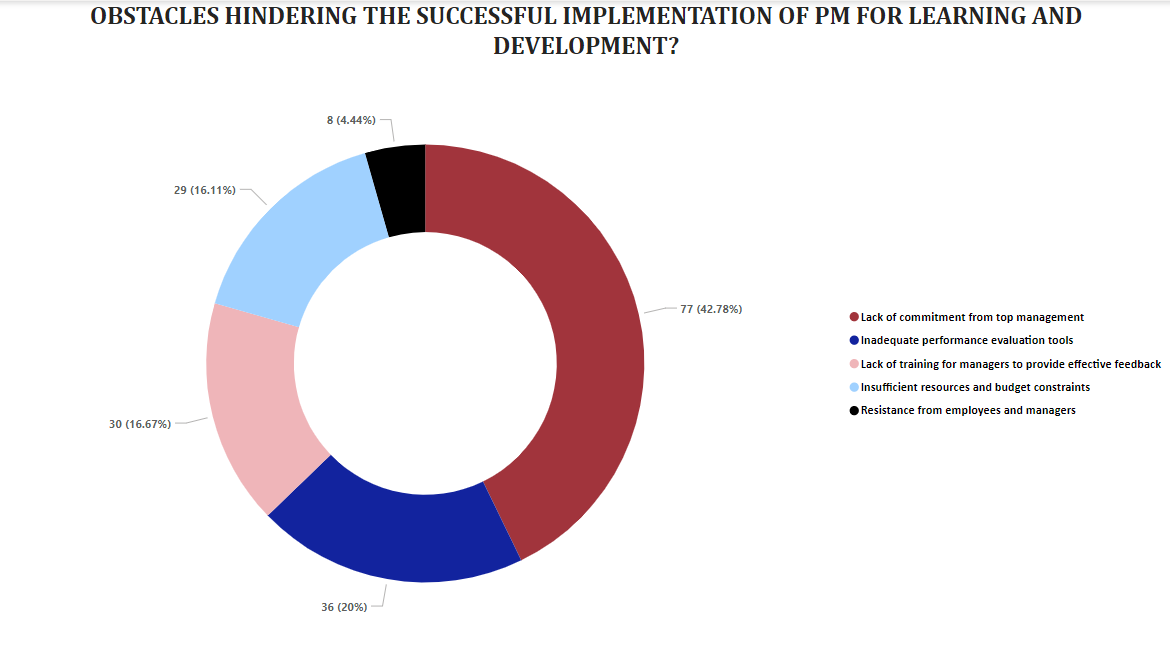 OBSTACLES HINDERING THE SUCCESSFUL IMPLEMENTATION OF PM FOR LEARNING AND
DEVELOPMENT?
8 (4.44%)
29 (16.11%)
77 (42.78%)
30 (16.67%)
36 (20%)
Lack of commitment from top management
Inadequate performance evaluation tools
Lack of training for managers to provide effective feedback
Insufficient resources and budget constraints
Resistance from employees and managers